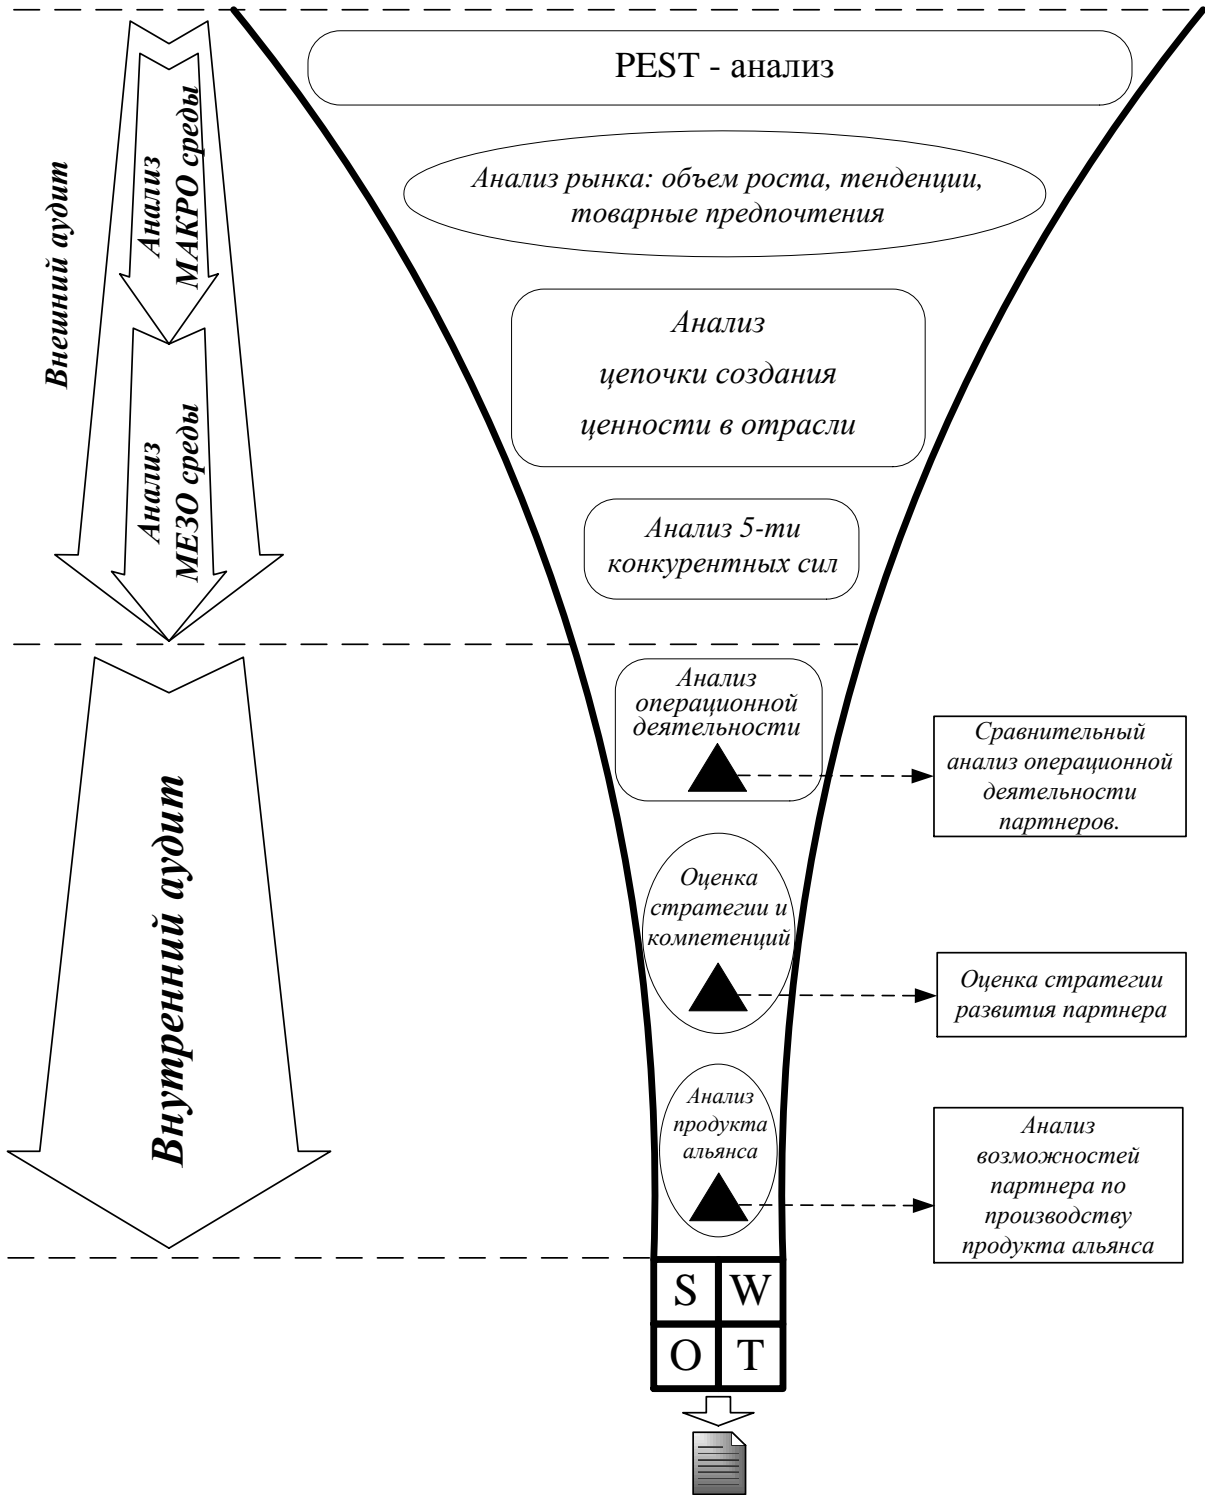 PEST - анализ
Анализ рынка: объем роста, тенденции,
товарные предпочтения
Анализ
цепочки создания
ценности в отрасли
Анализ 5-ти
конкурентных сил
Внешний аудит
Анализ
МАКРО среды
Анализ
МЕЗО среды
Внутренний аудит
Анализ
операционной
деятельности
Сравнительный
анализ операционной
деятельности
партнеров.
Оценка
стратегии и
компетенций
Оценка стратегии
развития партнера
Анализ
продукта
альянса
Анализ
возможностей
партнера по
производству
продукта альянса
S W
O T